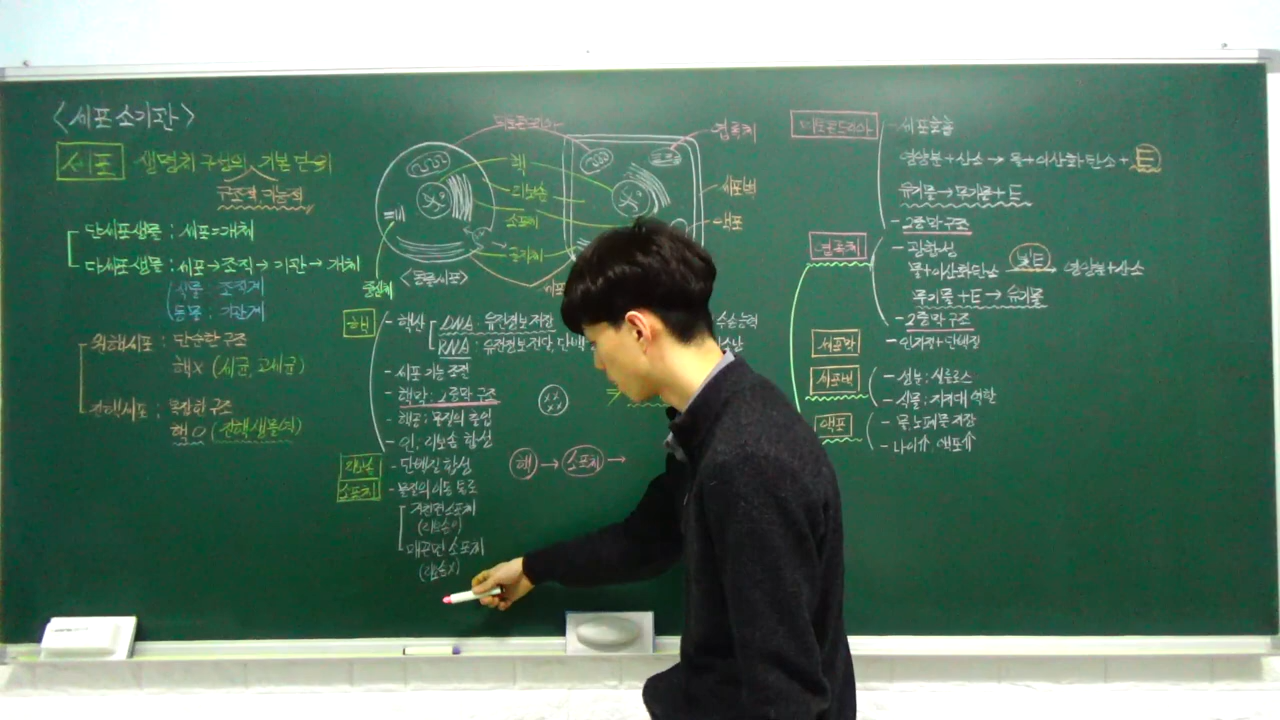 <세포 소기관>
세포 생명체 구성의 기본 단위
구조적 기능적
단세포생물 : 세포=개체
다세포생물 : 세포→조직→기관→개체
식물 : 조직계
동물 : 기관계
원핵세포 : 단순한 구조
핵X (세균, 고세균)
진핵세포 : 복잡한 구조
핵O (진핵생물역)
미토콘드리아
엽록체
핵
리보솜
세포벽
소포체
액포
골지체
<동물세포>
중심체
핵
- 핵산
DNA : 유전정보 저장
RNA : 유전정보 전달, 단백
- 세포 기능 조절
- 핵막 : 2중막 구조
- 핵공 : 물질의 출입
- 인 : 리보솜 합성
리보솜 - 단백질 합성
소포체 - 물질의 이동 통로
거친면 소포체
(리보솜O)
매끈면 소포체
(리보솜X)
핵 → 소포체 →
미토콘드리아 - 세포호흡
영양분+산소 → 물+이산화탄소+E
유기물→무기물+E
- 2중막 구조
엽록체 - 광합성
물+이산화탄소 빛E → 영양분+산소
무기물+E → 유기물
- 2중막 구조
세포막 - 인지질+단백질
세포벽 - 성분 : 셀룰로스
- 식물 : 지지대 역할
액포 - 물, 노폐물 저장
- 나이↑ 액포↑